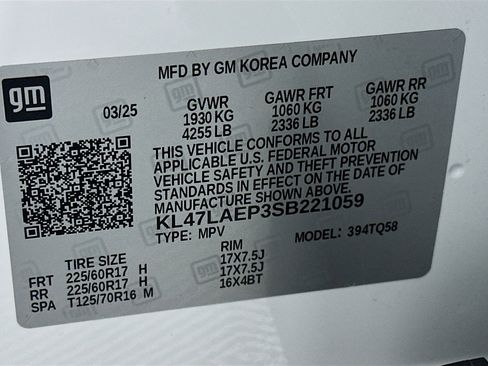 MFD BY GM KOREA COMPANY
gm
03/25
GVWR GAWR FRT GAWR RR
1930 KG 1060 KG 1060 KG
4255 LB 2336 LB 2336 LB
THIS VEHICLE CONFORMS TO ALL
APPLICABLE U.S. FEDERAL MOTOR
VEHICLE SAFETY AND THEFT PREVENTION
STANDARDS IN EFFECT ON THE DATE OF
MANUFACTURE SHOWN ABOVE.
KL47LAEP3SB221059
TYPE: MPV MODEL: 394TQ58
TIRE SIZE RIM
FRT 225/60R17 H 17X7.5J
RR 225/60R17 H 17X7.5J
SPA T125/70R16 M 16X4BT